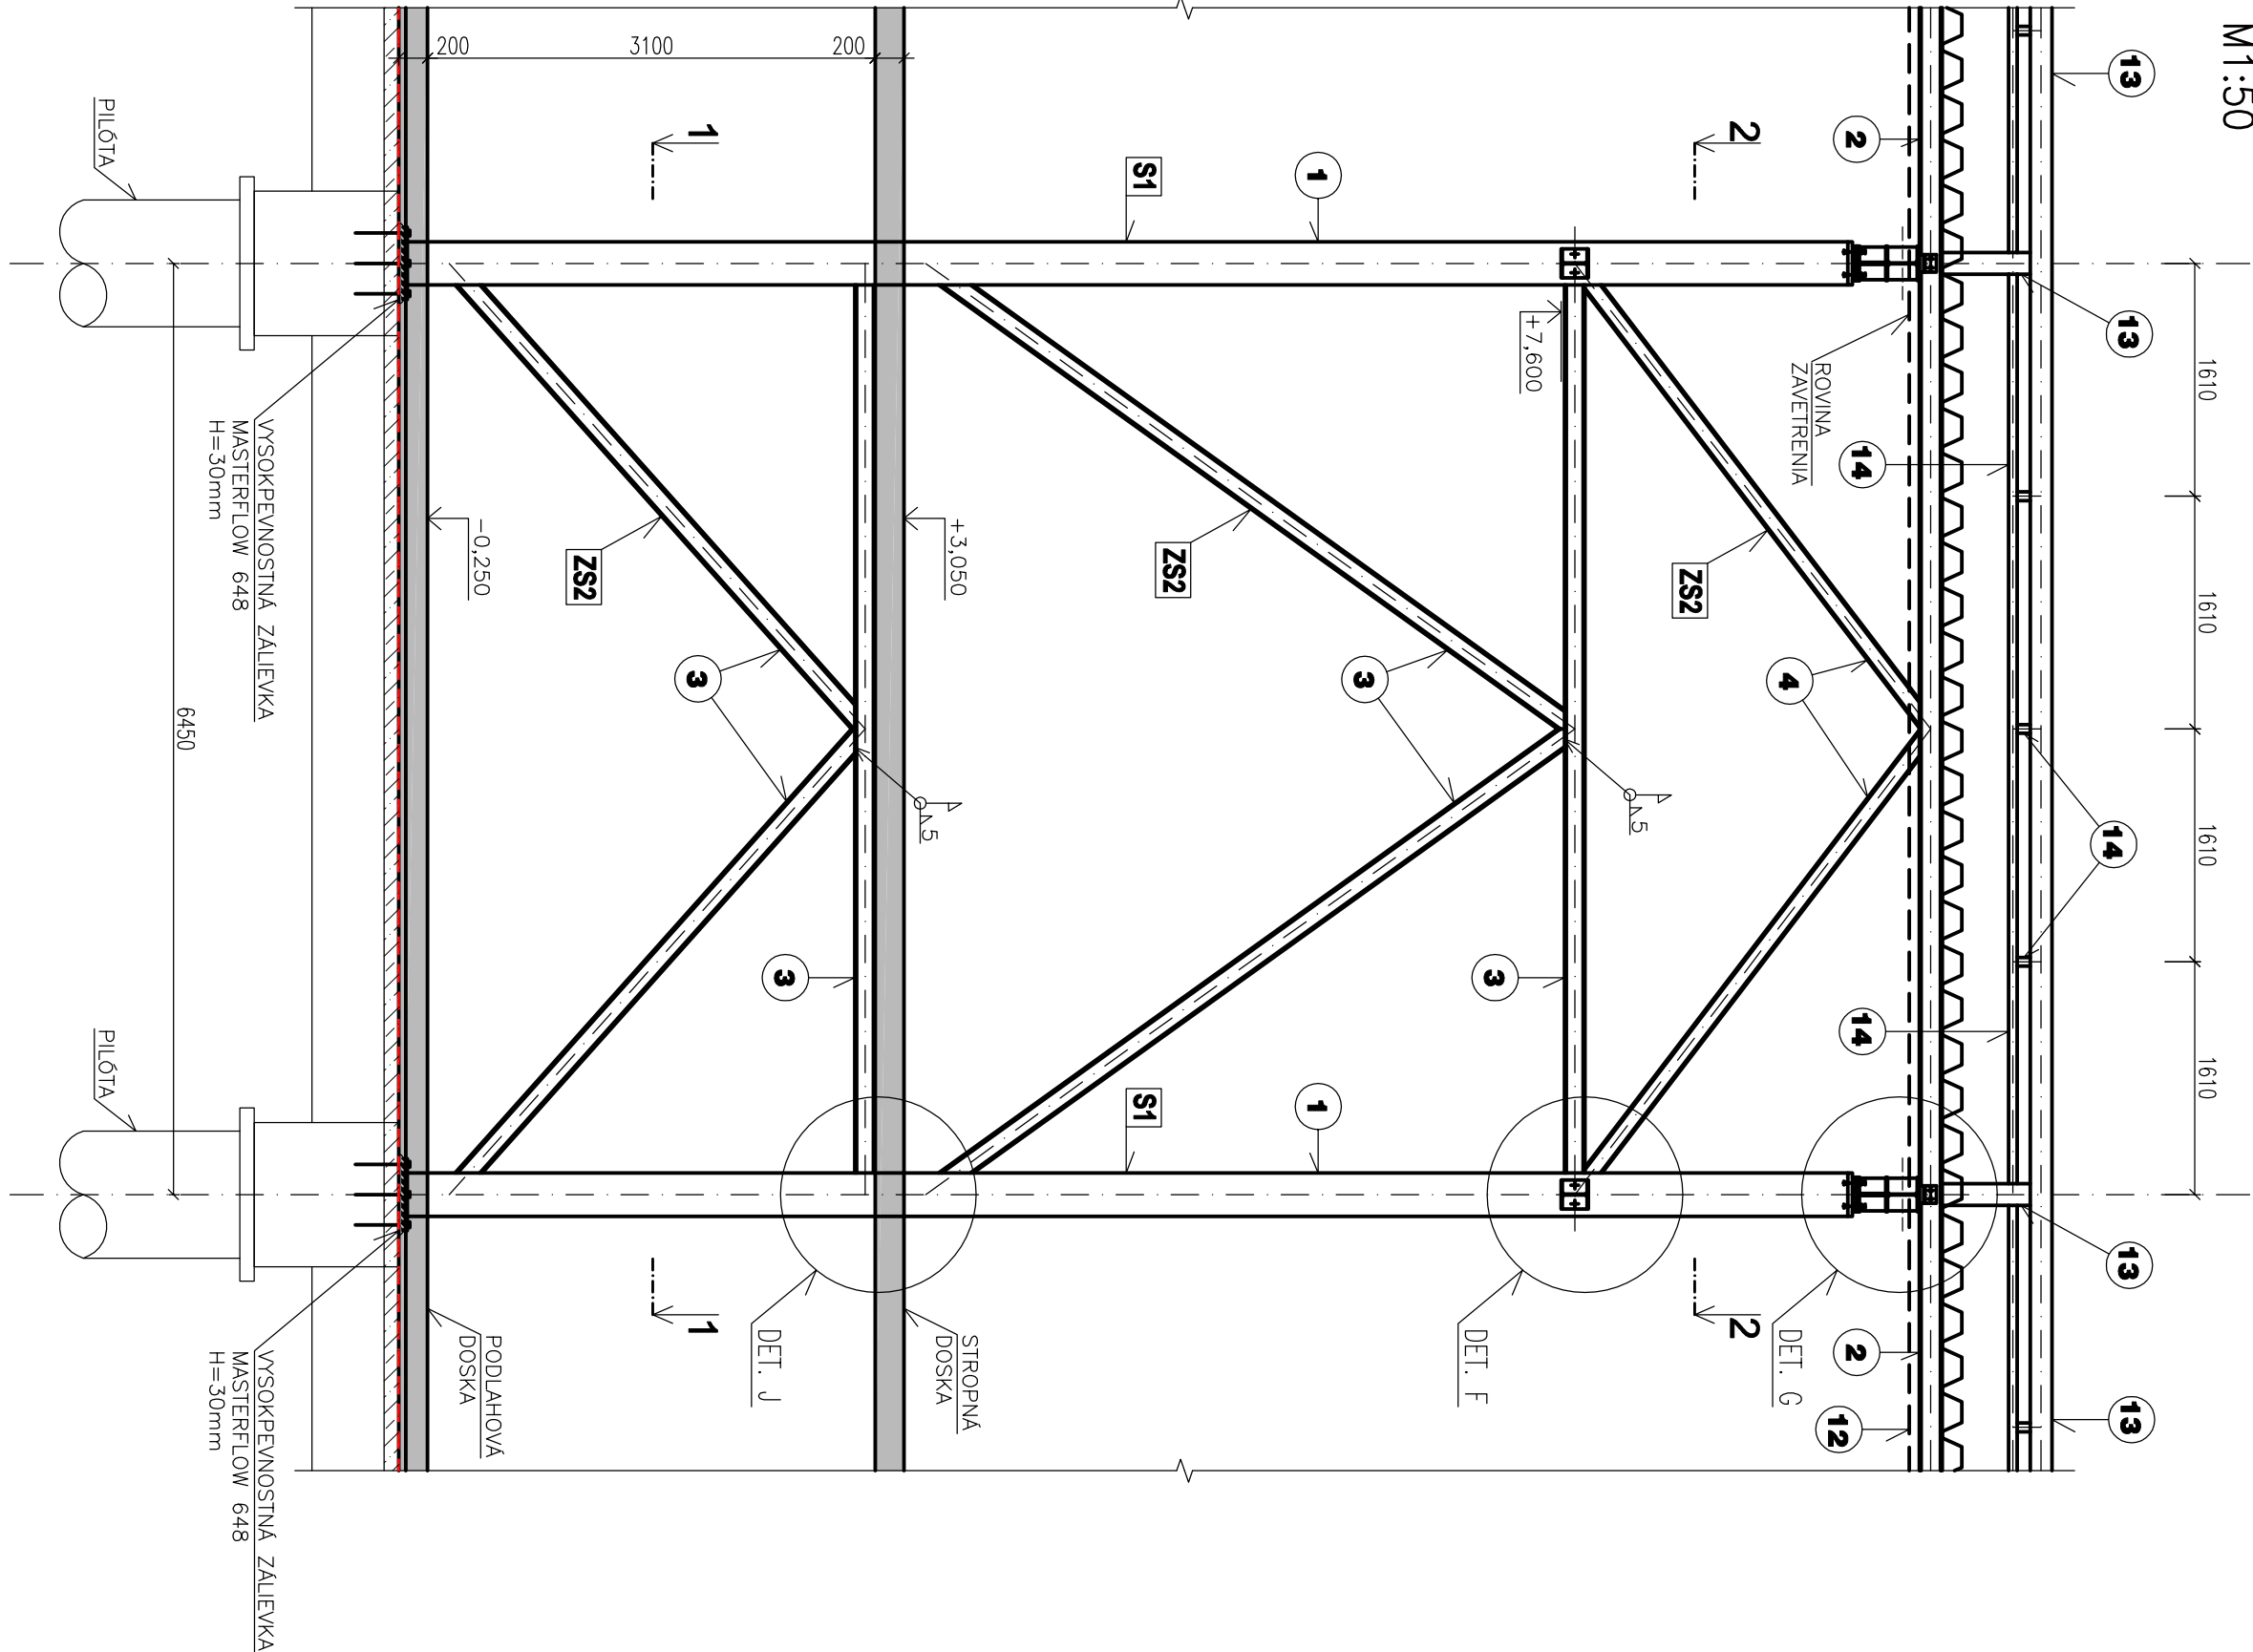 M1:50
1610
1610
1610
1610
13
13
14
13
13
2
ROVINA
ZAVETRENIA
14
14
2
12
2
2
DET. G
ZS2
4
+7,600
5
3
DET. F
1
1
S1
S1
ZS2
3
+3,050
5
STROPNÁ
DOSKA
200
3100
200
1
1
3
3
DET. J
ZS2
-0,250
PODLAHOVÁ
DOSKA
VYSOKPEVNOSTNÁ ZÁLIEVKA
MASTERFLOW 648
H=30mm
VYSOKPEVNOSTNÁ ZÁLIEVKA
MASTERFLOW 648
H=30mm
6450
PILÓTA
PILÓTA